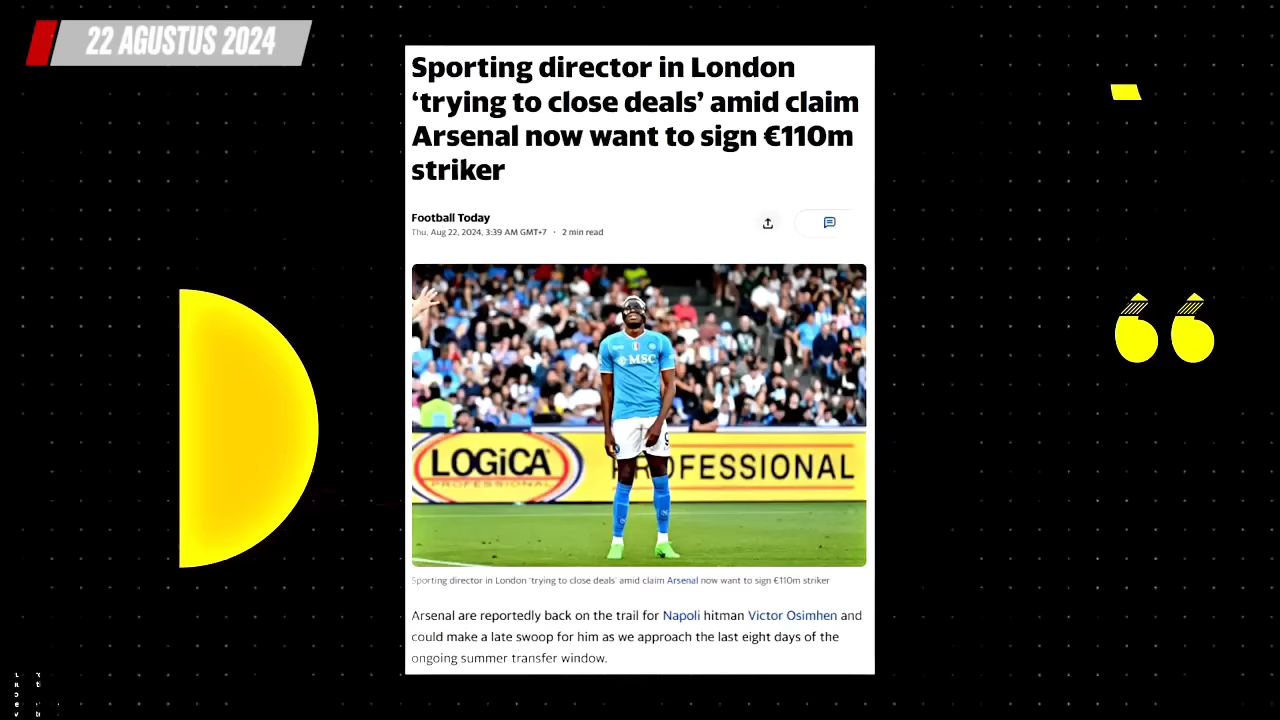 22 AGUSTUS 2024
Sporting director in London
‘trying to close deals’ amid claim
Arsenal now want to sign €110m
striker
Football Today
Thu, Aug 22, 2024, 3:39 AM GMT+7 • 2 min read
MSC
9
LOGiCA PROFESSIONAL
PROFESSIONAL
Sporting director in London ‘trying to close deals’ amid claim Arsenal now want to sign €110m striker
Arsenal are reportedly back on the trail for Napoli hitman Victor Osimhen and
could make a late swoop for him as we approach the last eight days of the
ongoing summer transfer window.